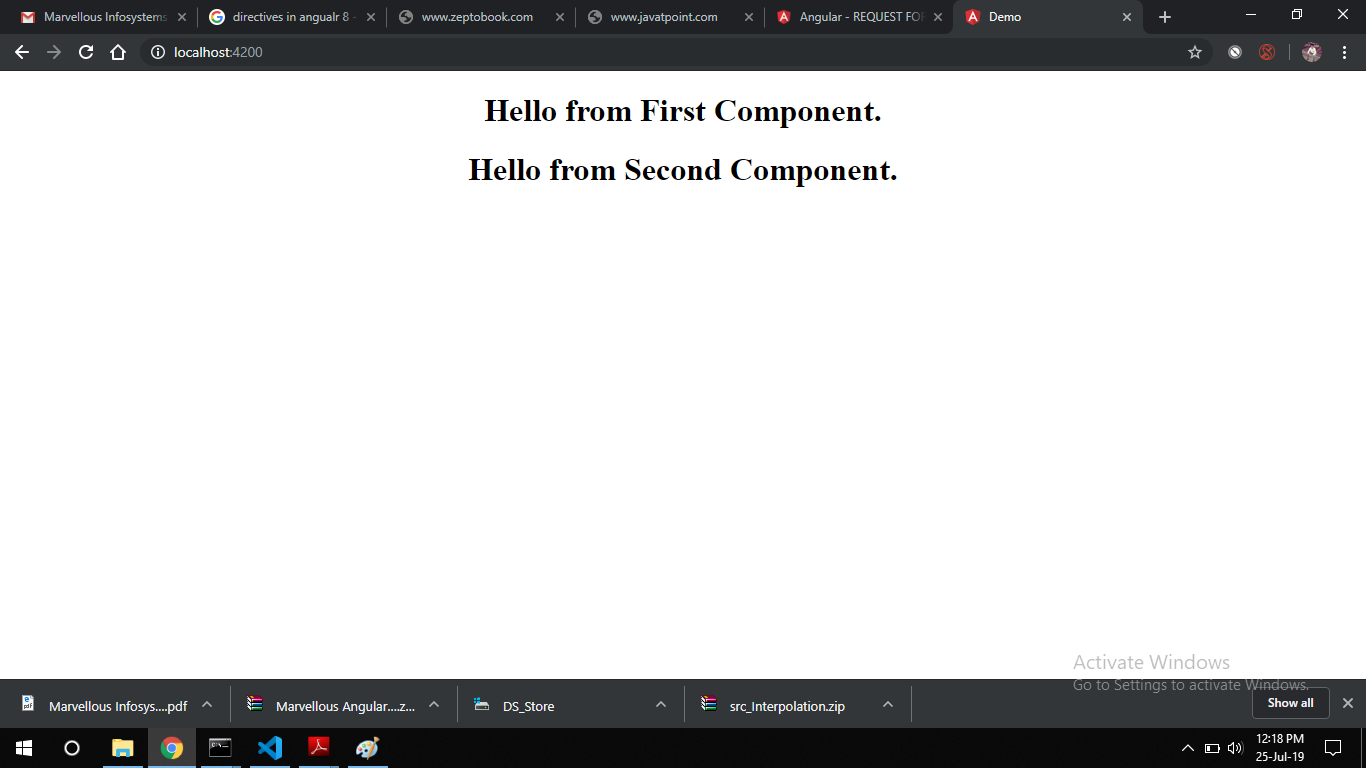 Marvellous Infosystems
directives in angualr 8 -
www.zeptobook.com
www.javatpoint.com
Angular - REQUEST FOR
Demo
localhost:4200
Hello from First Component.
Hello from Second Component.
Activate Windows
Go to Settings to activate Windows.
Marvellous Infosys....pdf
Marvellous Angular....z...
DS_Store
src_Interpolation.zip
Show all
12:18 PM
25-Jul-19